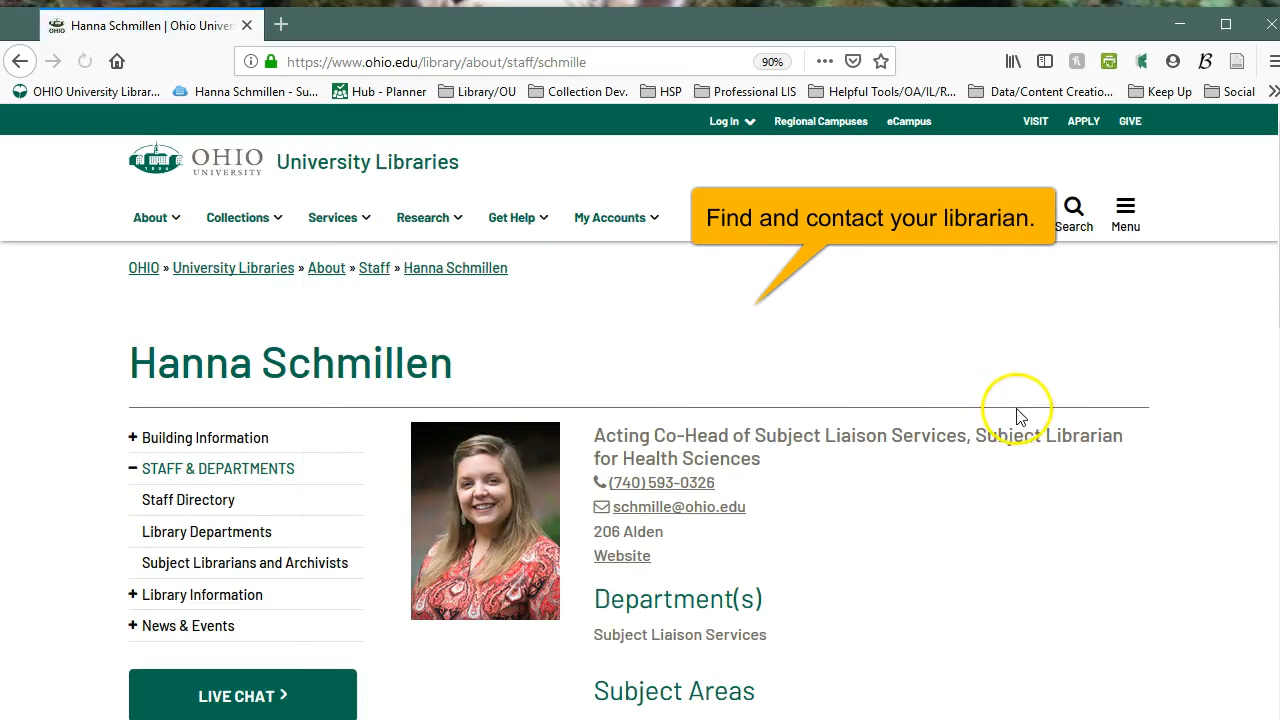 Hanna Schmillen | Ohio Univers
https://www.ohio.edu/library/about/staff/schmille
90%
OHIO University Librar...
Hanna Schmillen - Su...
Hub - Planner
Library/OU
Collection Dev.
HSP
Professional LIS
Helpful Tools/OA/IL/R...
Data/Content Creatio...
Keep Up
Social
Log In
Regional Campuses
eCampus
VISIT
APPLY
GIVE
OHIO
UNIVERSITY
University Libraries
About
Collections
Services
Research
Get Help
My Accounts
Find and contact your librarian.
Search
Menu
OHIO » University Libraries » About » Staff » Hanna Schmillen
Hanna Schmillen
+ Building Information
− STAFF & DEPARTMENTS
Staff Directory
Library Departments
Subject Librarians and Archivists
+ Library Information
+ News & Events
LIVE CHAT
Acting Co-Head of Subject Liaison Services, Subject Librarian
for Health Sciences
(740) 593-0326
schmille@ohio.edu
206 Alden
Website
Department(s)
Subject Liaison Services
Subject Areas